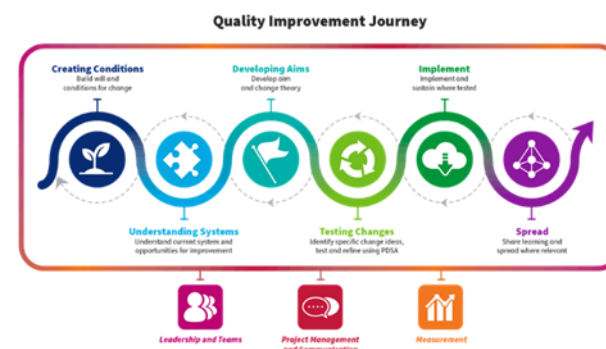 Quality Improvement Journey
Creating Conditions
Build will and
conditions for change
Developing Aims
Develop aim
and change theory
Implement
Implement and
sustain where tested
Understanding Systems
Understand current system and
opportunities for improvement
Testing Changes
Identify specific change ideas,
test and refine using PDSA
Spread
Share learning and
spread where relevant
Leadership and Teams
Project Management
and Communication
Measurement